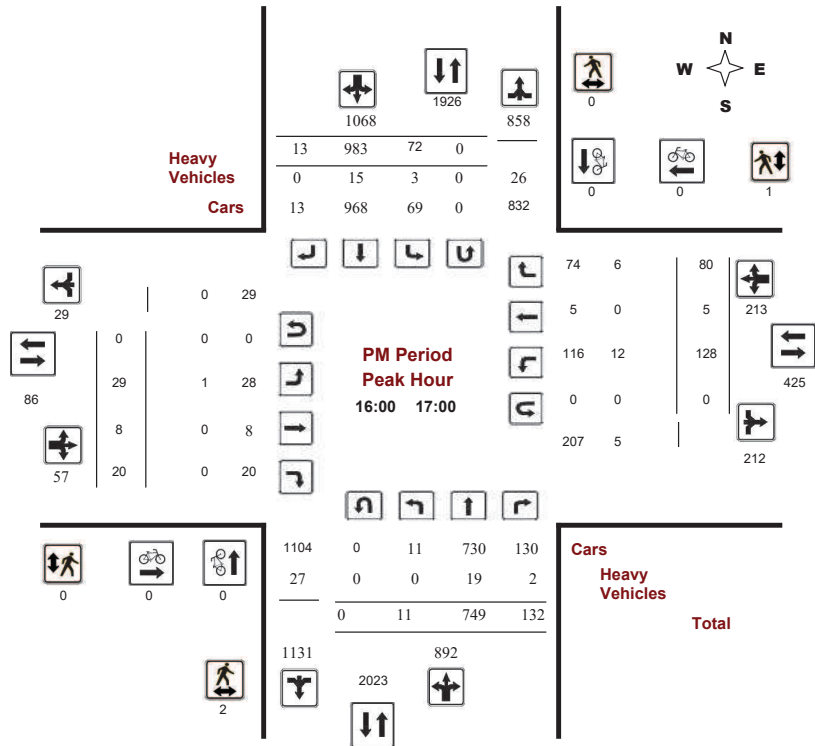 N
W E
S
1926
0
1068 858
13 983 72 0
Heavy
Vehicles
0 15 3 0 26
0 0 1
Cars 13 968 69 0 832
74 6 80
29 0 29
5 0 5 213
0 0 0
PM Period
Peak Hour
16:00 17:00
116 12 128
86 29 1 28
425
0 0 0
8 0 8
207 5
212
57 20 0 20
1104 0 11 730 130 Cars
27 0 0 19 2 Heavy
Vehicles
0 0 0
0 11 749 132 Total
1131 892
2023
2